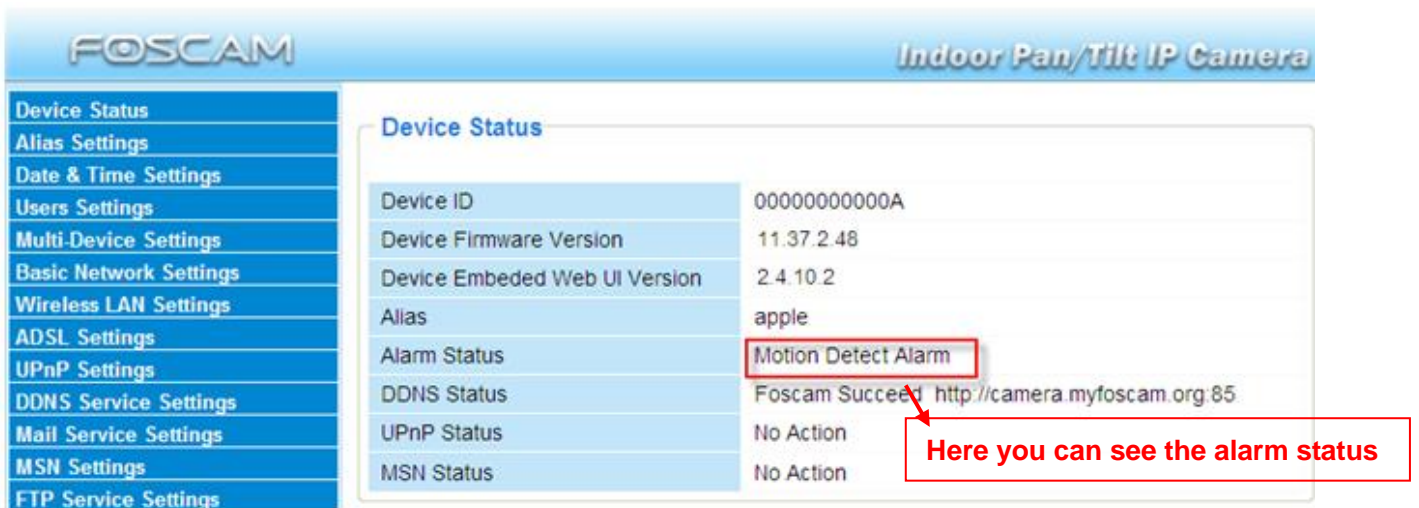 FOSCAM
Indoor Pan/Tilt IP Camera
Device Status
Alias Settings
Date & Time Settings
Users Settings
Multi-Device Settings
Basic Network Settings
Wireless LAN Settings
ADSL Settings
UPnP Settings
DDNS Service Settings
Mail Service Settings
MSN Settings
FTP Service Settings
Device Status
Device ID 00000000000A
Device Firmware Version 11.37.2.48
Device Embeded Web UI Version 2.4.10.2
Alias apple
Alarm Status Motion Detect Alarm
DDNS Status Foscam Succeed http://camera.myfoscam.org:85
UPnP Status No Action
MSN Status No Action
Here you can see the alarm status